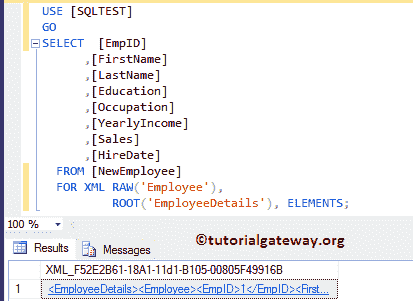 USE [SQLTEST]
GO
SELECT [EmpID]
,[FirstName]
,[LastName]
,[Education]
,[Occupation]
,[YearlyIncome]
,[Sales]
,[HireDate]
FROM [NewEmployee]
FOR XML RAW('Employee'),
ROOT('EmployeeDetails'), ELEMENTS;
100 %
©tutorialgateway.org
Results Messages
XML_F52E2B61-18A1-11d1-B105-00805F49916B
1 <EmployeeDetails><Employee><EmpID>1</EmpID><First...